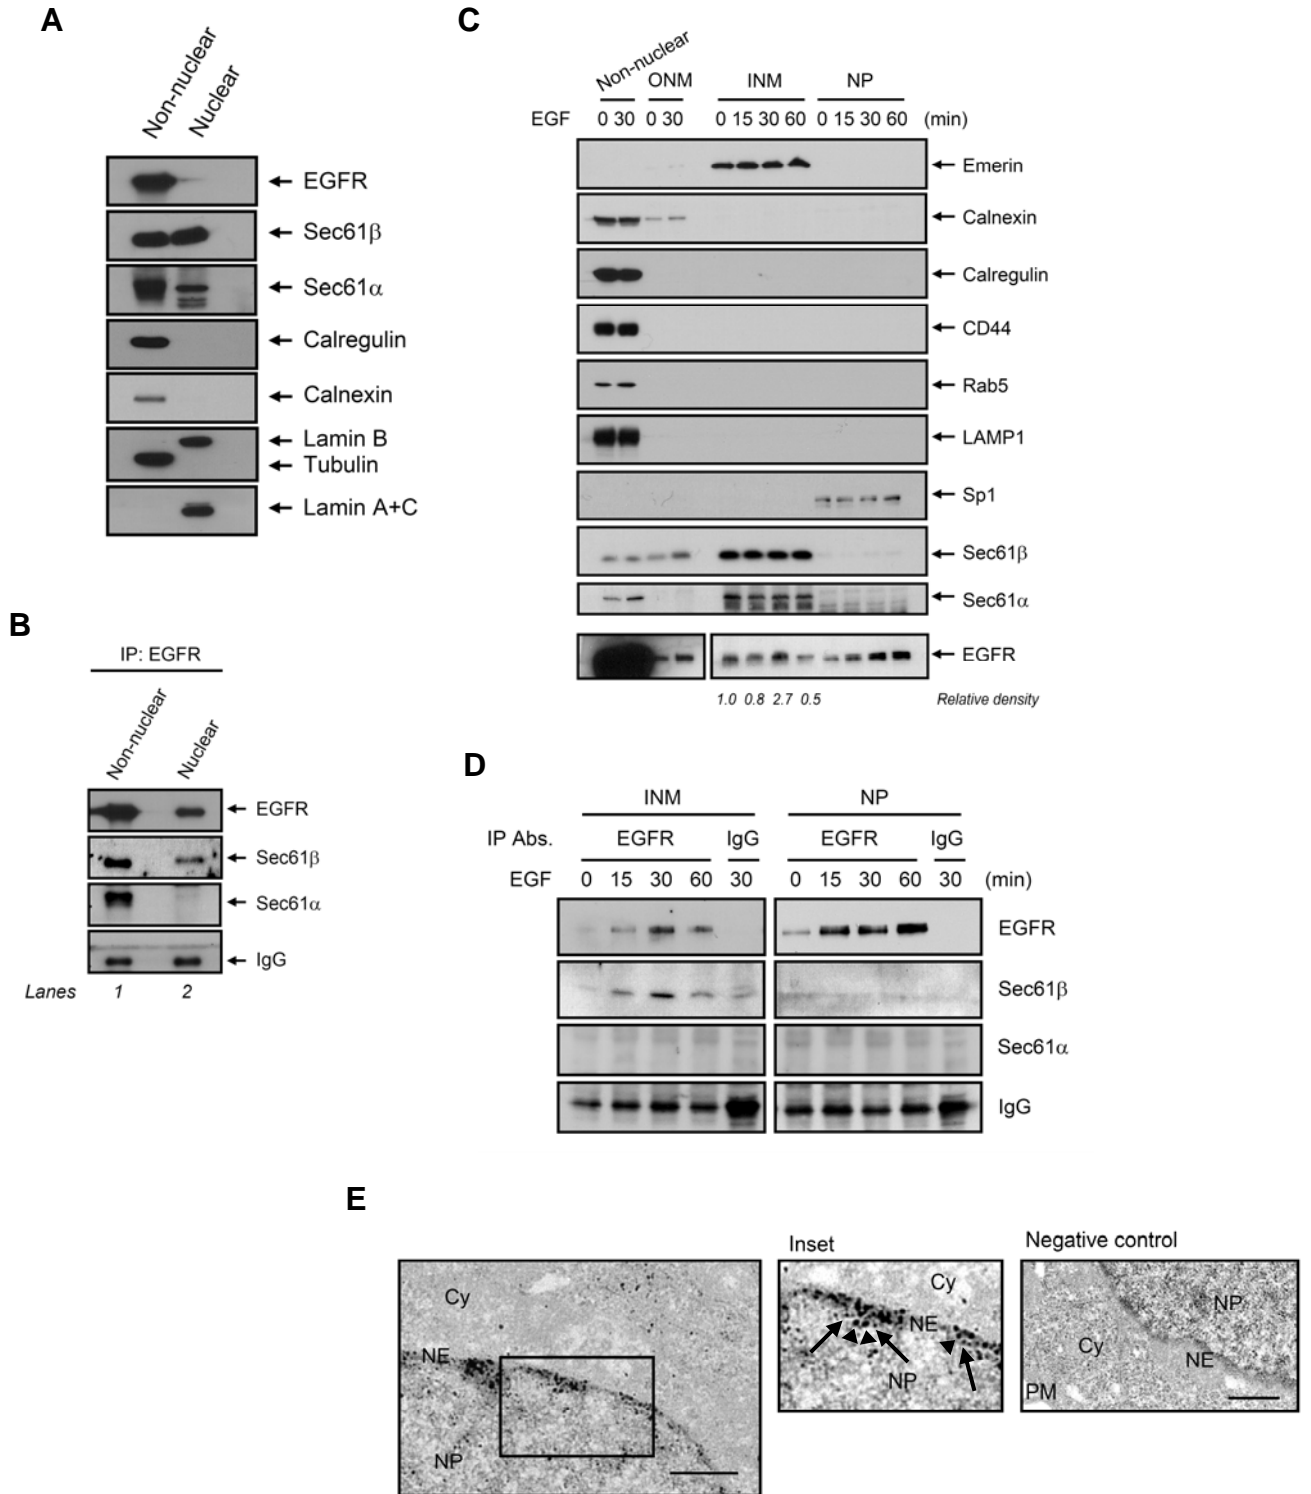 A
Non-nuclear
Nuclear
EGFR
Sec61β
Sec61α
Calregulin
Calnexin
Lamin B
Tubulin
Lamin A+C
B
IP: EGFR
Non-nuclear
Nuclear
EGFR
Sec61β
Sec61α
IgG
Lanes 1 2
C
Non-nuclear ONM INM NP
EGF 0 30 0 30 0 15 30 60 0 15 30 60 (min)
Emerin
Calnexin
Calregulin
CD44
Rab5
LAMP1
Sp1
Sec61β
Sec61α
EGFR
1.0 0.8 2.7 0.5 Relative density
D
INM NP
IP Abs. EGFR IgG EGFR IgG
EGF 0 15 30 60 30 0 15 30 60 30 (min)
EGFR
Sec61β
Sec61α
IgG
E
Cy
NE
NP
Inset
Cy
NE
NP
Negative control
NP
Cy
NE
PM